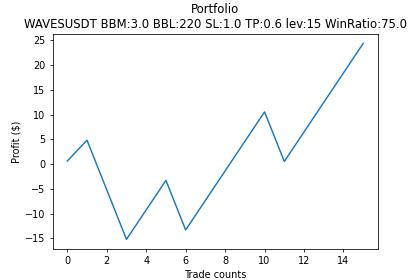 Portfolio
WAVESUSDT BBM:3.0 BBL:220 SL:1.0 TP:0.6 lev:15 WinRatio:75.0
25
20
15
10
5
0
−5
−10
−15
Profit ($)
0 2 4 6 8 10 12 14
Trade counts